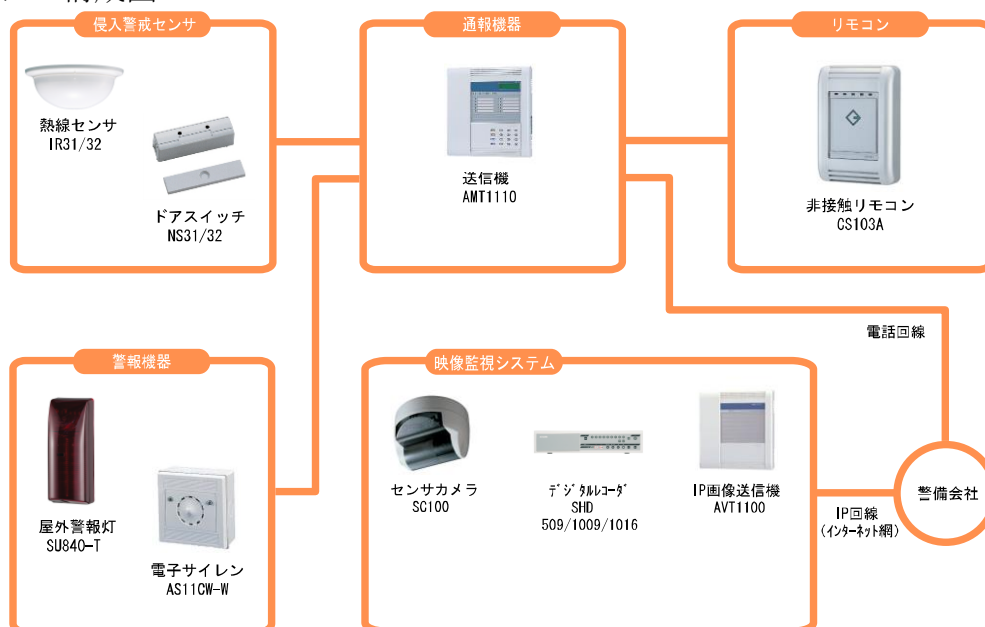 侵入警戒センサ
熱線センサ
IR31/32
ドアスイッチ
NS31/32
通報機器
送信機
AMT1110
リモコン
非接触リモコン
CS103A
電話回線
警報機器
屋外警報灯
SU840-T
電子サイレン
AS11CW-W
映像監視システム
センサカメラ
SC100
デジタルレコーダ
SHD
509/1009/1016
IP画像送信機
AVT1100
IP回線
(インターネット網)
警備会社